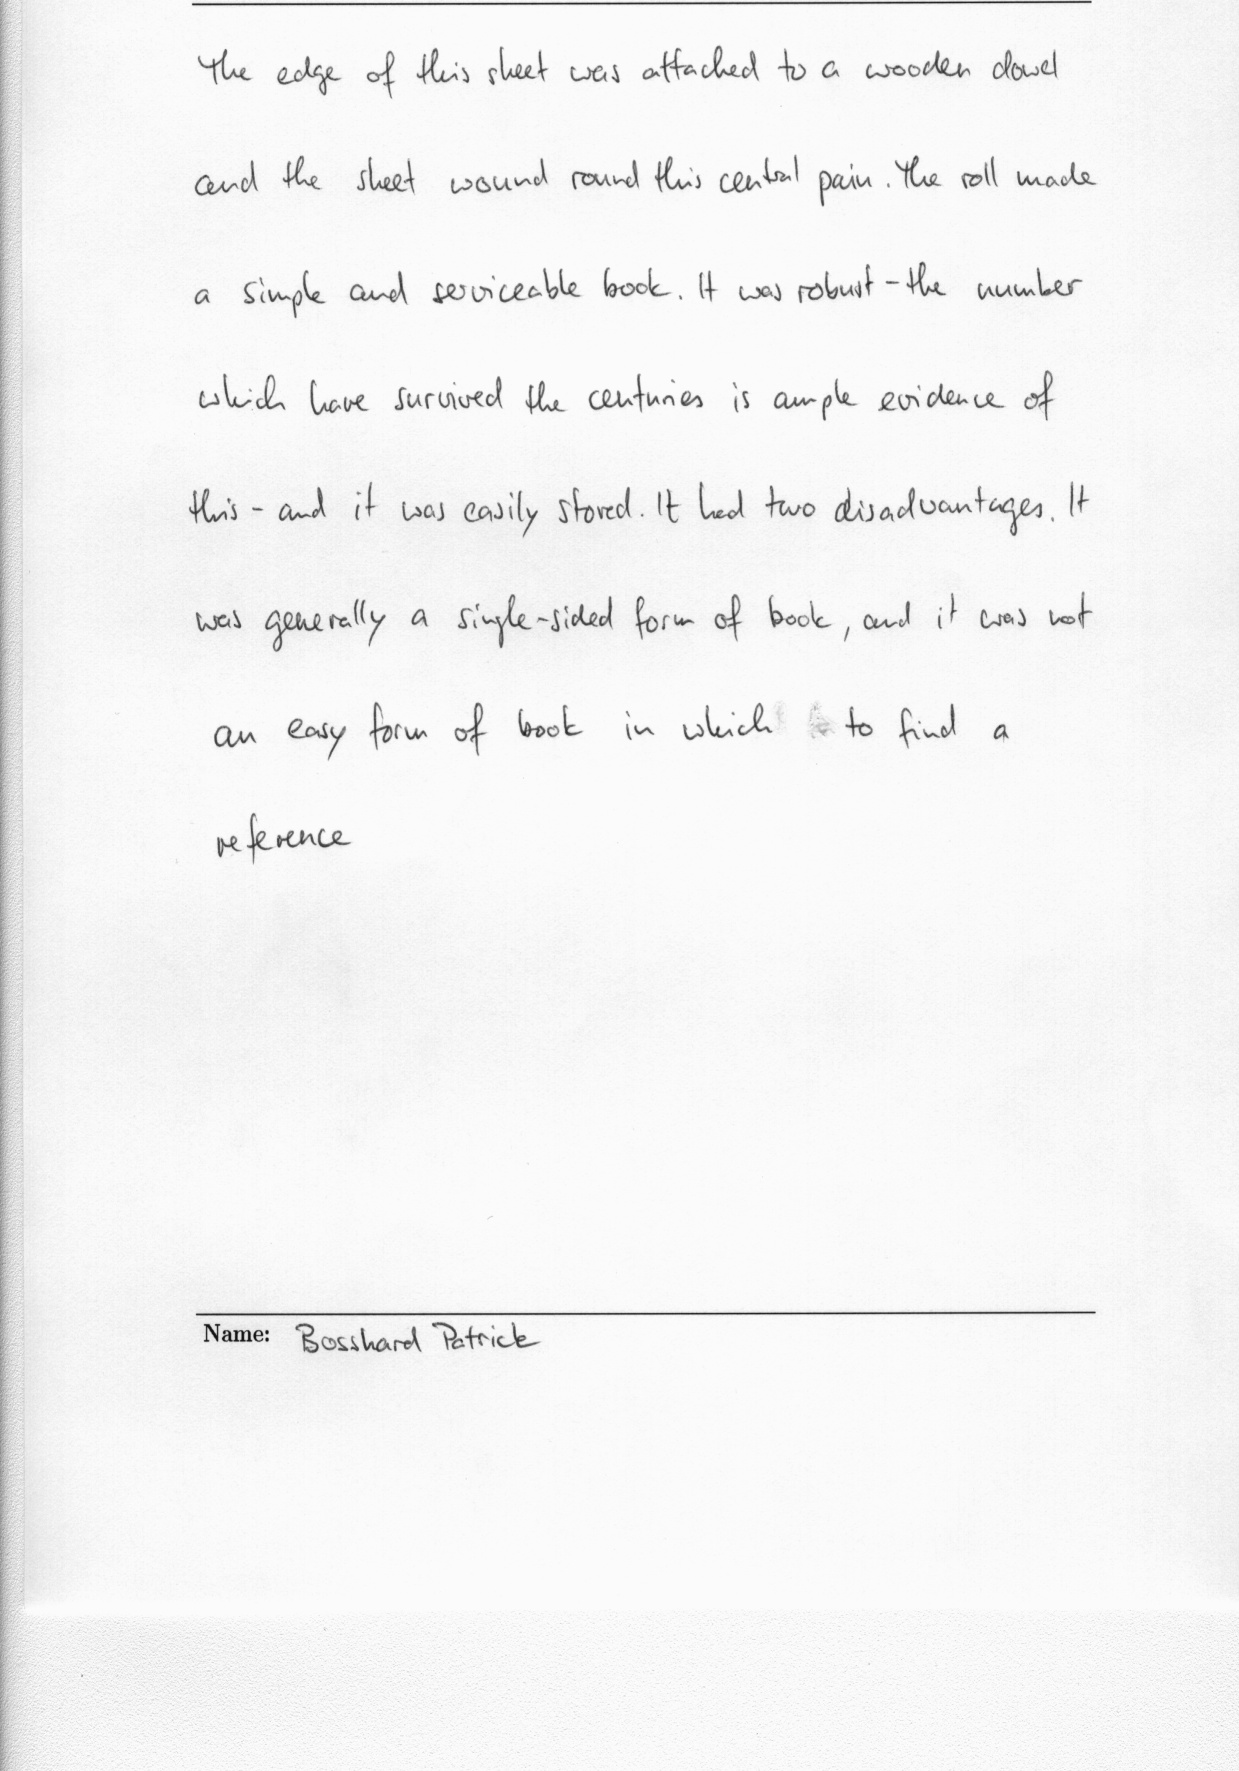 The edge of this sheet was attached to a wooden dowel
and the sheet wound round this central pain. The roll made
a simple and serviceable book. It was robust - the number
which have survived the centuries is ample evidence of
this - and it was easily stored. It had two disadvantages. It
was generally a single-sided form of book, and it was not
an easy form of book in which to find a
reference
Name: Bosshard Patrick